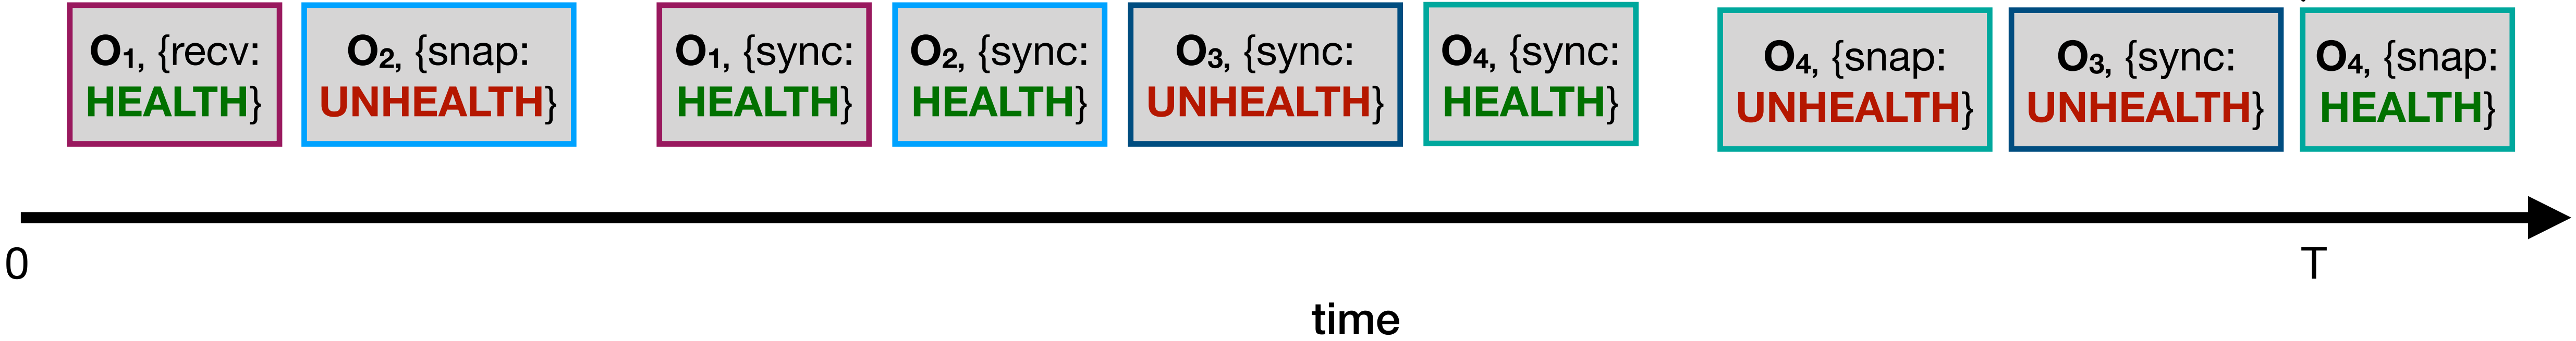 O₁, {recv:
HEALTH}
O₂, {snap:
UNHEALTH}
O₁, {sync:
HEALTH}
O₂, {sync:
HEALTH}
O₃, {sync:
UNHEALTH}
O₄, {sync:
HEALTH}
O₄, {snap:
UNHEALTH}
O₃, {sync:
UNHEALTH}
O₄, {snap:
HEALTH}
0
T
time